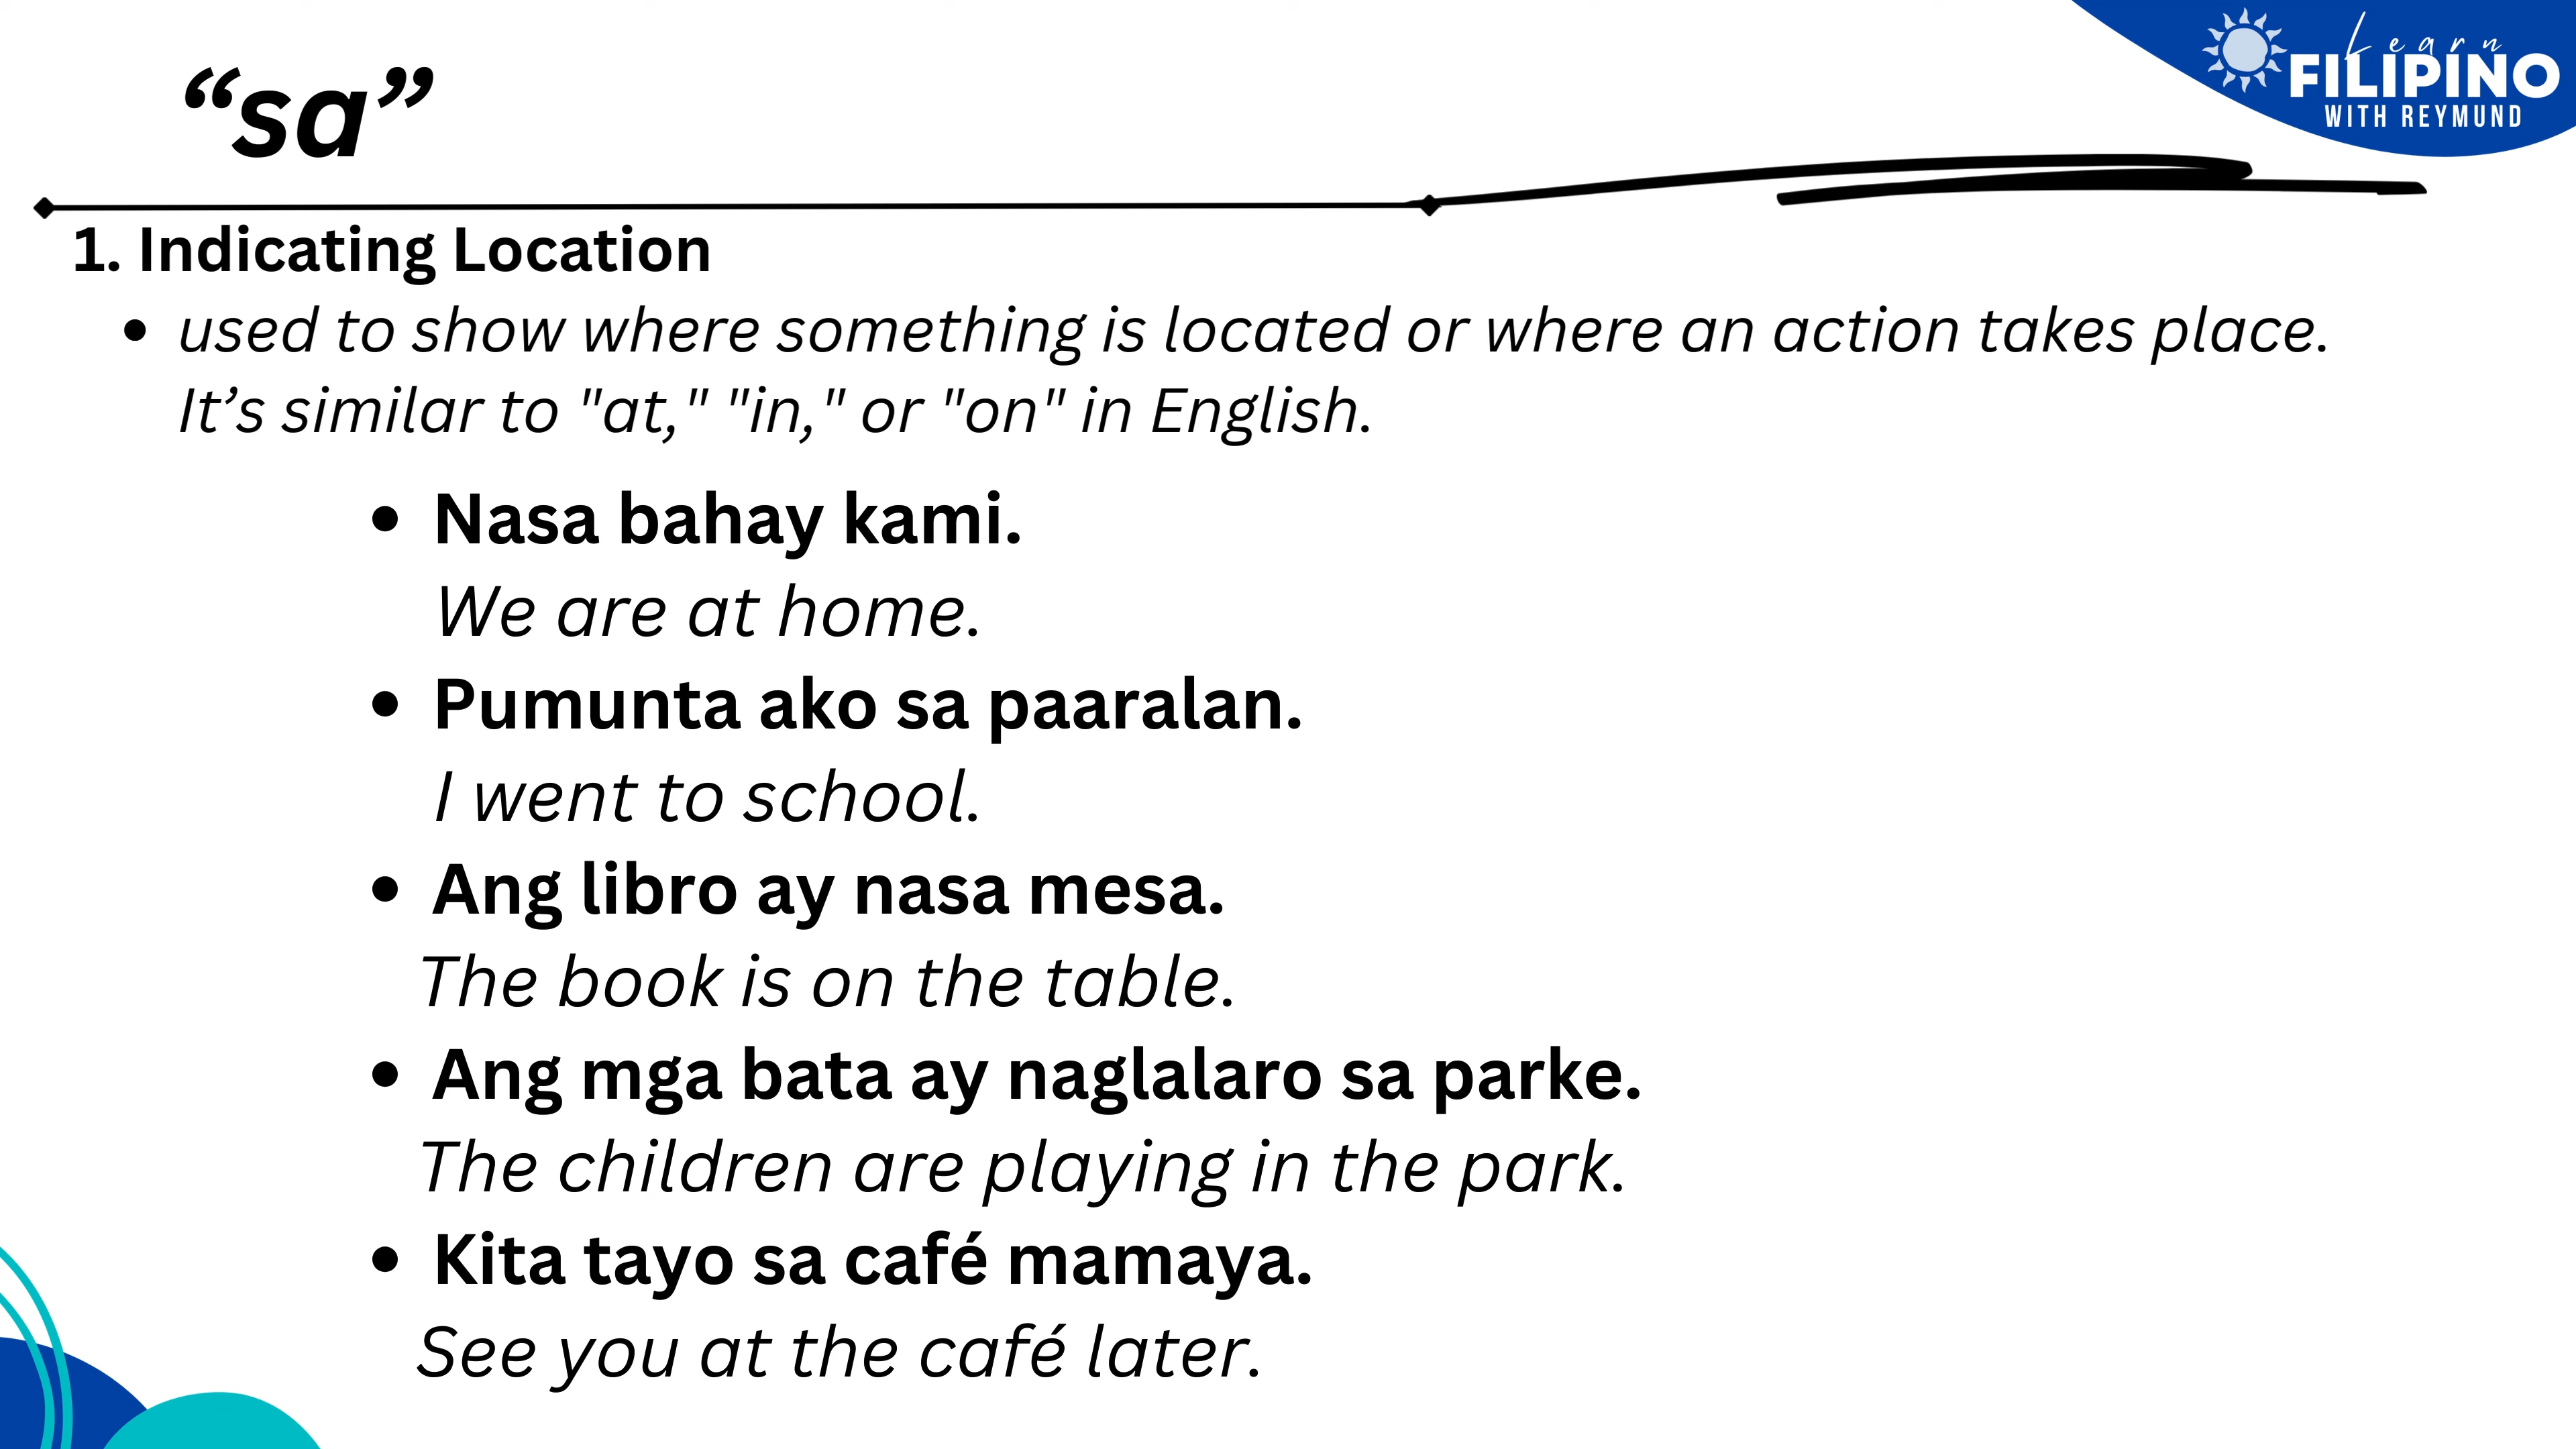 “sa”
Learn
FILIPINO
WITH REYMUND
1. Indicating Location
• used to show where something is located or where an action takes place.
It’s similar to "at," "in," or "on" in English.
• Nasa bahay kami.
We are at home.
• Pumunta ako sa paaralan.
I went to school.
• Ang libro ay nasa mesa.
The book is on the table.
• Ang mga bata ay naglalaro sa parke.
The children are playing in the park.
• Kita tayo sa café mamaya.
See you at the café later.